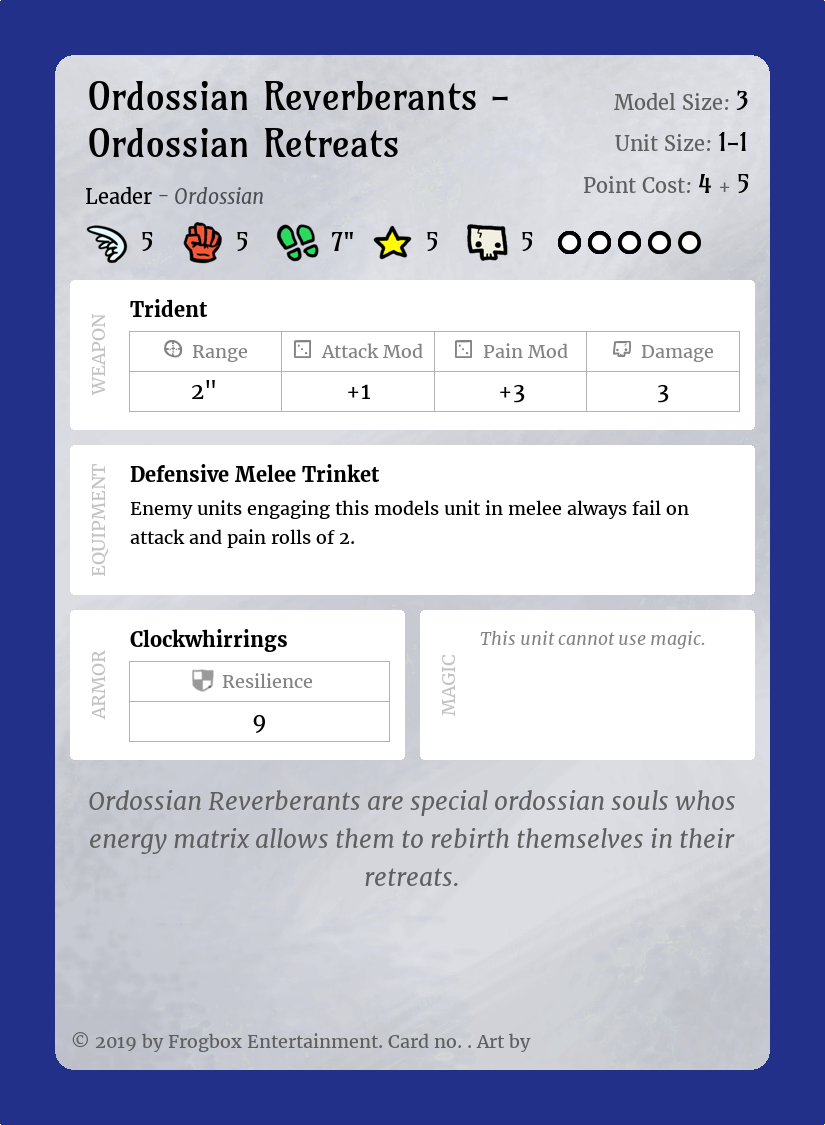 Ordossian Reverberants –
Ordossian Retreats
Model Size: 3
Unit Size: 1–1
Point Cost: 4 + 5
Leader – Ordossian
5 5 7" 5 5
WEAPON
Trident
Range Attack Mod Pain Mod Damage
2" +1 +3 3
EQUIPMENT
Defensive Melee Trinket
Enemy units engaging this models unit in melee always fail on
attack and pain rolls of 2.
ARMOR
Clockwhirrings
Resilience
9
MAGIC
This unit cannot use magic.
Ordossian Reverberants are special ordossian souls whos
energy matrix allows them to rebirth themselves in their
retreats.
© 2019 by Frogbox Entertainment. Card no. . Art by